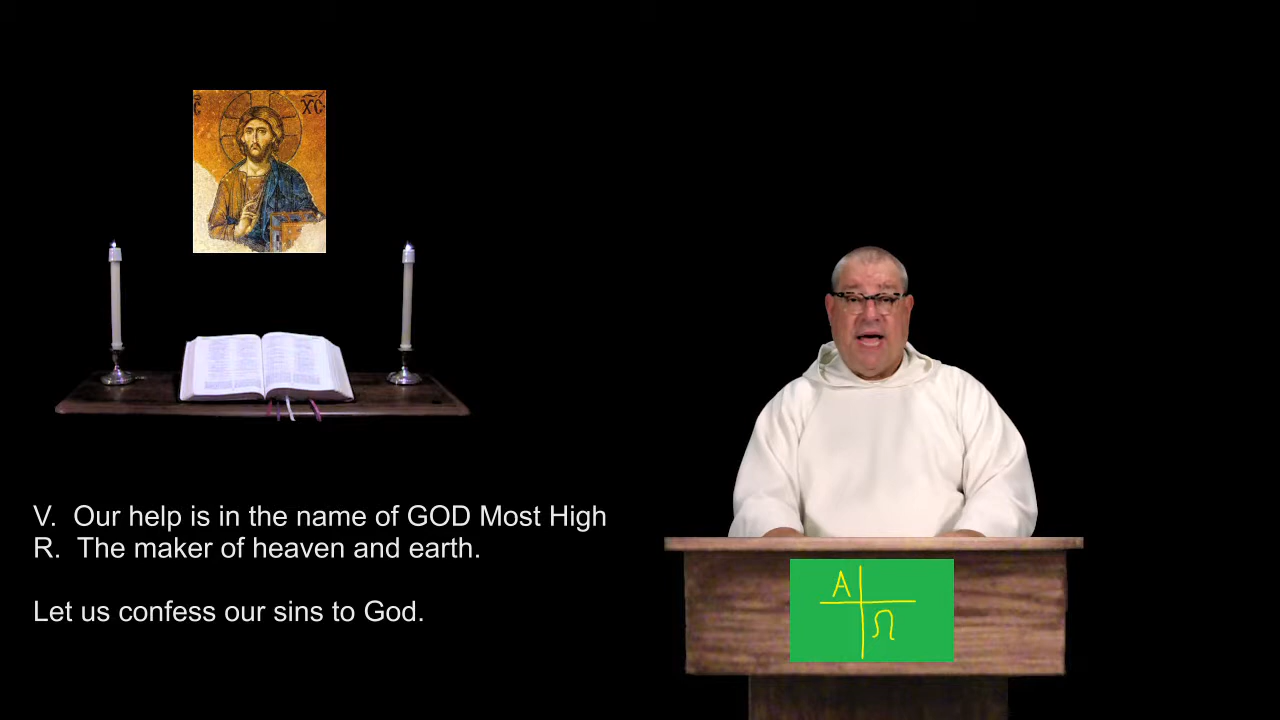 C XC
V. Our help is in the name of GOD Most High
R. The maker of heaven and earth.
Let us confess our sins to God.
A
Ω